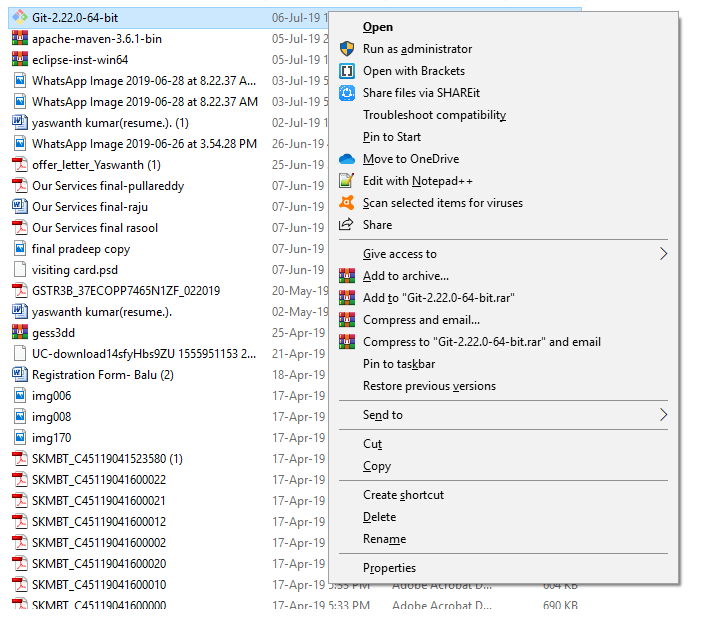 Git-2.22.0-64-bit 06-Jul-19 1
apache-maven-3.6.1-bin 04-Jul-19
eclipse-inst-win64 03-Jul-19
WhatsApp Image 2019-06-28 at 8.22.37 A... 03-Jul-19 5
WhatsApp Image 2019-06-28 at 8.22.37 AM 03-Jul-19 5
yaswanth kumar(resume.). (1) 02-Jul-19 1
WhatsApp Image 2019-06-26 at 3.54.28 PM 26-Jun-19
offer_letter_Yaswanth (1) 25-Jun-19
Our Services final-pullareddy 07-Jun-19
Our Services final-raju 07-Jun-19
Our Services final rasool 07-Jun-19
final pradeep copy 07-Jun-19
visiting card.psd 07-Jun-19
GSTR3B_37ECOPP7465N1ZF_022019 20-May-19
yaswanth kumar(resume.). 02-May-19
gess3dd 25-Apr-19
UC-download14sfyHbs9ZU 1555951153 2... 21-Apr-19
Registration Form- Balu (2) 18-Apr-19
img006 17-Apr-19
img008 17-Apr-19
img170 17-Apr-19
SKMBT_C45119041523580 (1) 17-Apr-19
SKMBT_C45119041600022 17-Apr-19
SKMBT_C45119041600021 17-Apr-19
SKMBT_C45119041600012 17-Apr-19
SKMBT_C45119041600002 17-Apr-19
SKMBT_C45119041600020 17-Apr-19
SKMBT_C45119041600010 17-Apr-19 5:33 PM Adobe Acrobat D... 604 KB
SKMBT_C45119041600000 17-Apr-19 5:33 PM Adobe Acrobat D... 690 KB
Open
Run as administrator
Open with Brackets
Share files via SHAREit
Troubleshoot compatibility
Pin to Start
Move to OneDrive
Edit with Notepad++
Scan selected items for viruses
Share
Give access to
Add to archive...
Add to "Git-2.22.0-64-bit.rar"
Compress and email...
Compress to "Git-2.22.0-64-bit.rar" and email
Pin to taskbar
Restore previous versions
Send to
Cut
Copy
Create shortcut
Delete
Rename
Properties